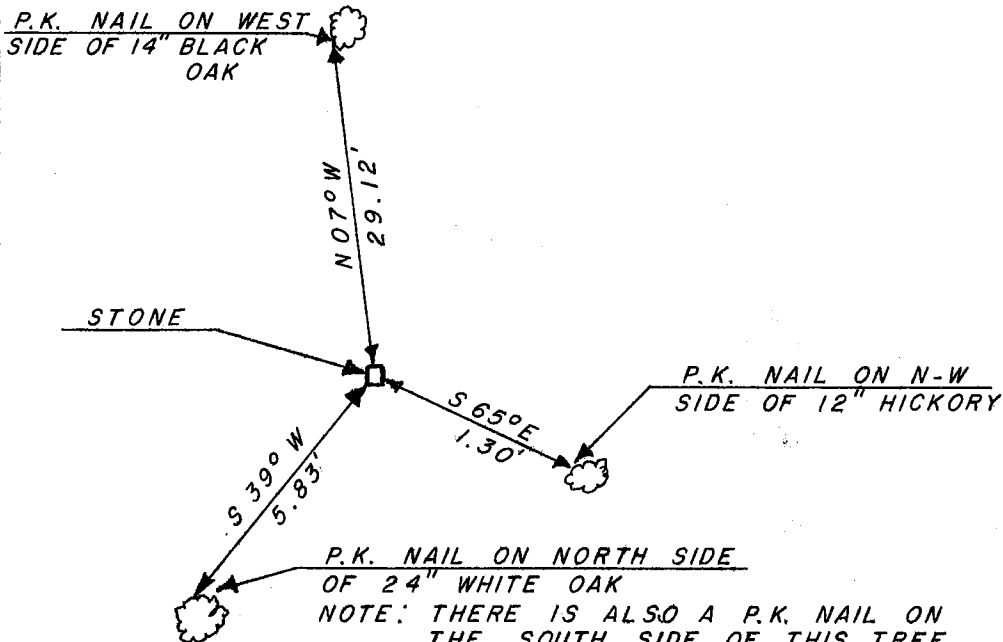 P.K. NAIL ON WEST
SIDE OF 14" BLACK
OAK
N 07° W
29.12'
STONE
P.K. NAIL ON N-W
SIDE OF 12" HICKORY
S 65° E
1.30'
S 39° W
5.83'
P.K. NAIL ON NORTH SIDE
OF 24" WHITE OAK
NOTE: THERE IS ALSO A P.K. NAIL ON
THE SOUTH SIDE OF THIS TREE